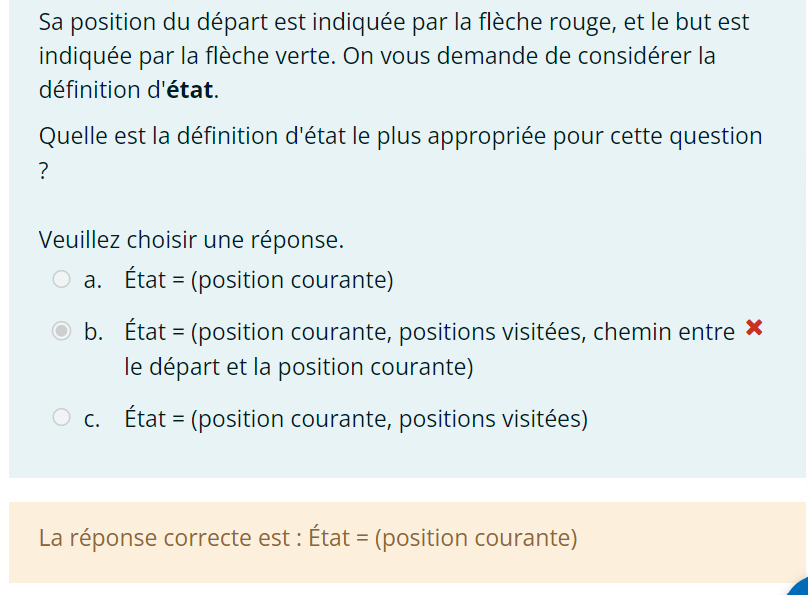 Sa position du départ est indiquée par la flèche rouge, et le but est
indiquée par la flèche verte. On vous demande de considérer la
définition d'état.
Quelle est la définition d'état le plus appropriée pour cette question
?
Veuillez choisir une réponse.
a. État = (position courante)
b. État = (position courante, positions visitées, chemin entre
le départ et la position courante)
c. État = (position courante, positions visitées)
La réponse correcte est : État = (position courante)